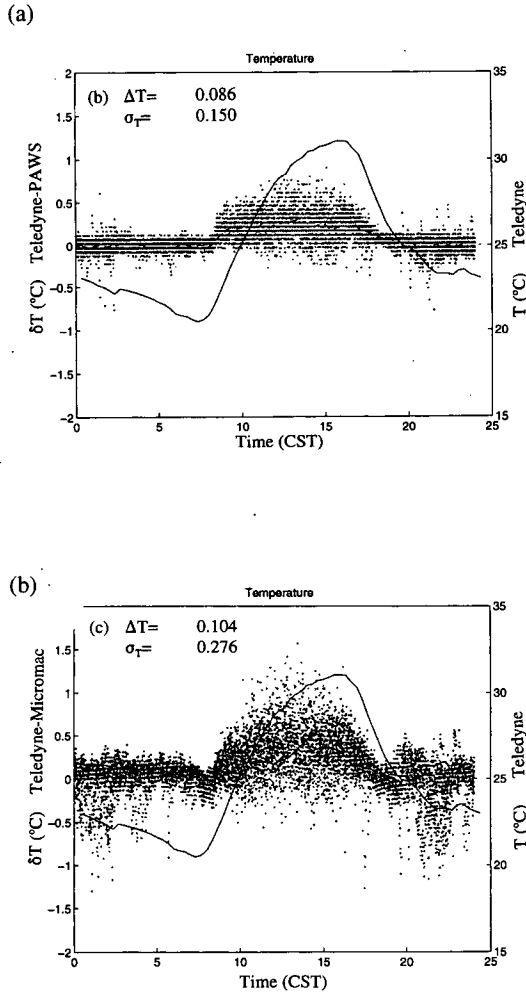 (a)
Temperature
(b) ΔT= 0.086
σT= 0.150
2
1.5
1
0.5
0
-0.5
-1
-1.5
-2
δT (°C) Teledyne-PAWS
35
30
25
20
15
T (°C) Teledyne
0 5 10 15 20 25
Time (CST)
(b)
Temperature
(c) ΔT= 0.104
σT= 0.276
1.5
1
0.5
0
-0.5
-1
-1.5
-2
δT (°C) Teledyne-Micromac
35
30
25
20
15
T (°C) Teledyne
0 5 10 15 20 25
Time (CST)